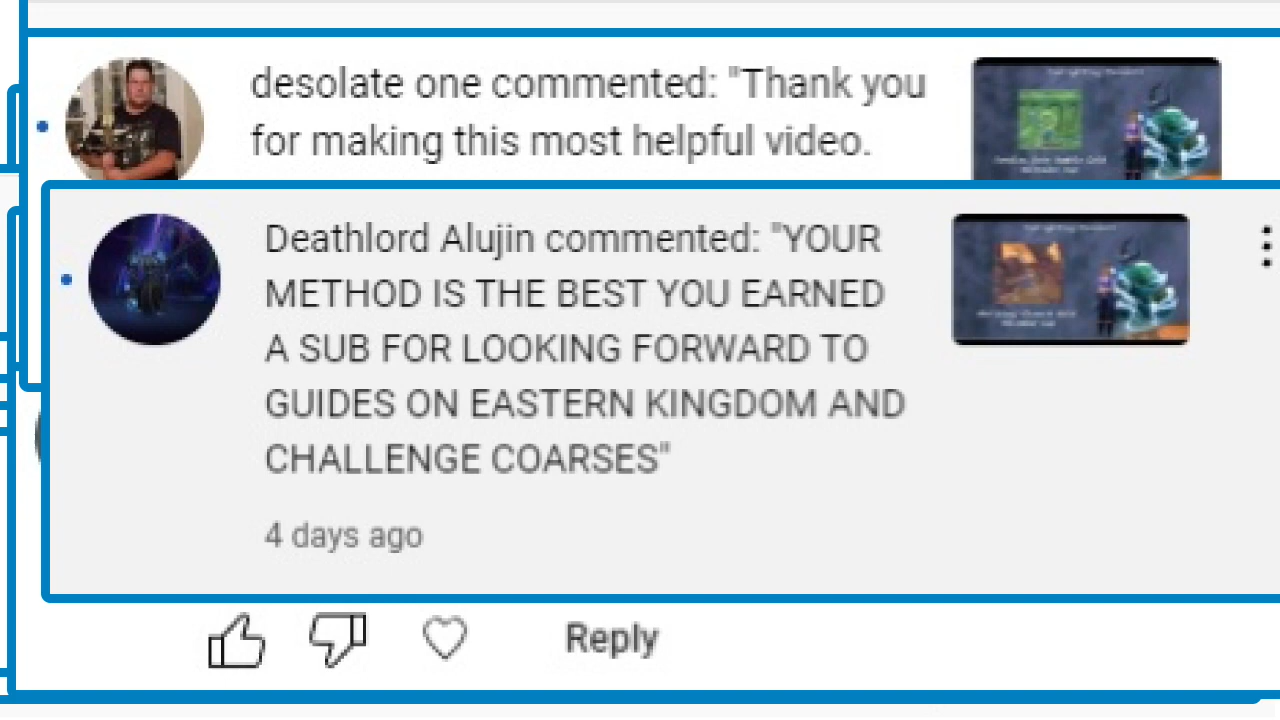 desolate one commented: "Thank you
for making this most helpful video.
Deathlord Alujin commented: "YOUR
METHOD IS THE BEST YOU EARNED
A SUB FOR LOOKING FORWARD TO
GUIDES ON EASTERN KINGDOM AND
CHALLENGE COARSES"
4 days ago
Reply